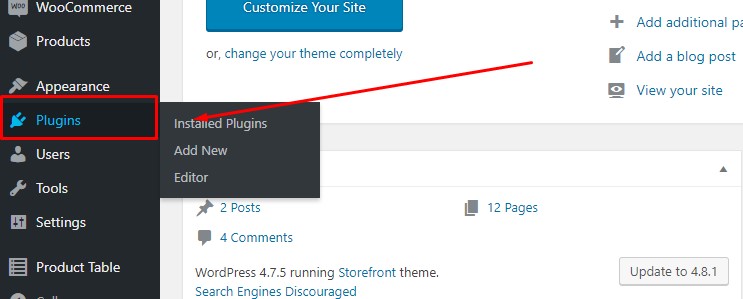 WooCommerce
Products
Appearance
Plugins
Users
Tools
Settings
Product Table
Installed Plugins
Add New
Editor
Customize Your Site
or, change your theme completely
Add additional pa
Add a blog post
View your site
2 Posts
12 Pages
4 Comments
WordPress 4.7.5 running Storefront theme.
Update to 4.8.1
Search Engines Discouraged